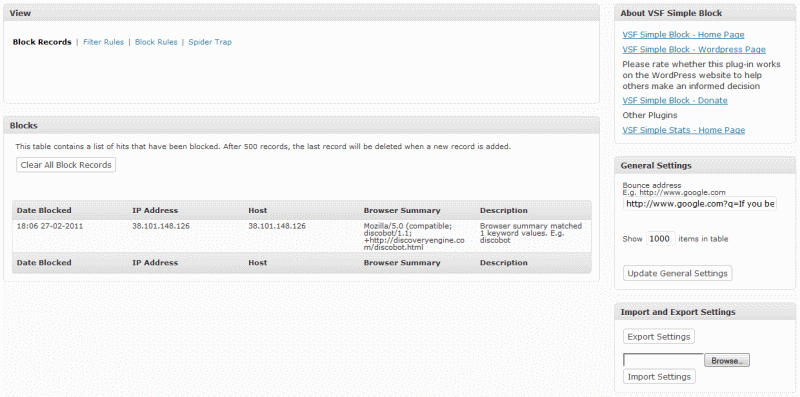 View
Block Records | Filter Rules | Block Rules | Spider Trap
Blocks
This table contains a list of hits that have been blocked. After 500 records, the last record will be deleted when a new record is added.
Clear All Block Records
Date Blocked IP Address Host Browser Summary Description
18:06 27-02-2011 38.101.148.126 38.101.148.126 Mozilla/5.0 (compatible; Browser summary matched
discobot/1.1; 1 keyword values. E.g.
+http://discoveryengine.co discobot
m/discobot.html
Date Blocked IP Address Host Browser Summary Description
About VSF Simple Block
VSF Simple Block - Home Page
VSF Simple Block - Wordpress Page
Please rate whether this plug-in works
on the WordPress website to help
others make an informed decision
VSF Simple Block - Donate
Other Plugins
VSF Simple Stats - Home Page
General Settings
Bounce address
E.g. http://www.google.com
http://www.google.com?q=If you be
Show 1000 items in table
Update General Settings
Import and Export Settings
Export Settings
Browse...
Import Settings